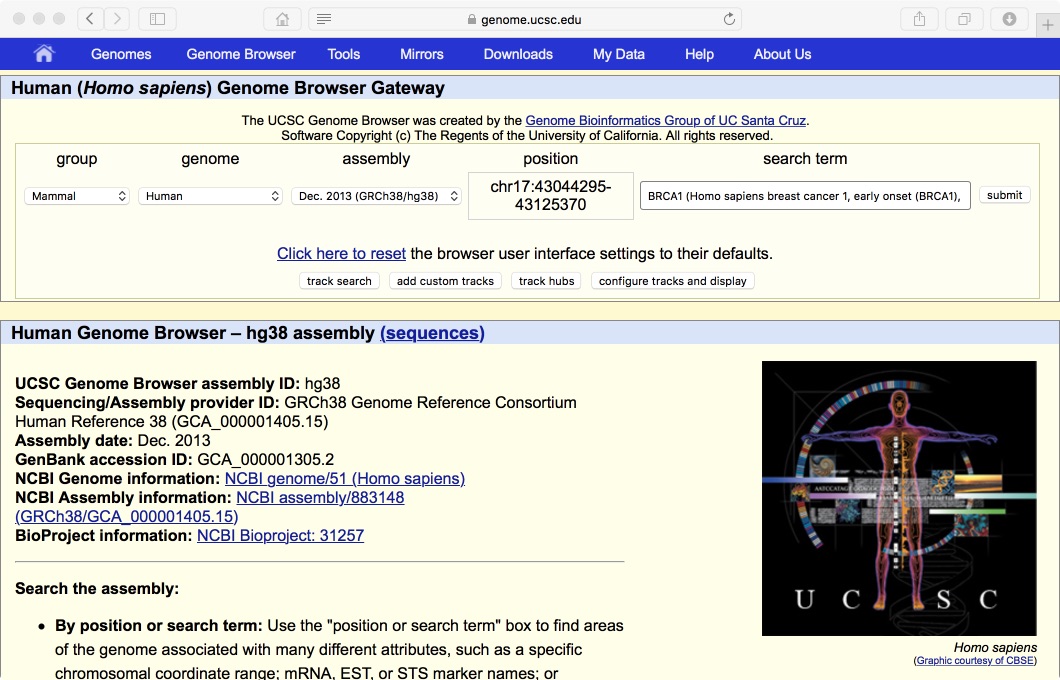 genome.ucsc.edu
Genomes Genome Browser Tools Mirrors Downloads My Data Help About Us
Human (Homo sapiens) Genome Browser Gateway
The UCSC Genome Browser was created by the Genome Bioinformatics Group of UC Santa Cruz.
Software Copyright (c) The Regents of the University of California. All rights reserved.
group genome assembly position search term
Mammal Human Dec. 2013 (GRCh38/hg38) chr17:43044295-
43125370
BRCA1 (Homo sapiens breast cancer 1, early onset (BRCA1), submit
Click here to reset the browser user interface settings to their defaults.
track search add custom tracks track hubs configure tracks and display
Human Genome Browser – hg38 assembly (sequences)
UCSC Genome Browser assembly ID: hg38
Sequencing/Assembly provider ID: GRCh38 Genome Reference Consortium
Human Reference 38 (GCA_000001405.15)
Assembly date: Dec. 2013
GenBank accession ID: GCA_000001305.2
NCBI Genome information: NCBI genome/51 (Homo sapiens)
NCBI Assembly information: NCBI assembly/883148
(GRCh38/GCA_000001405.15)
BioProject information: NCBI Bioproject: 31257
Search the assembly:
• By position or search term: Use the "position or search term" box to find areas
of the genome associated with many different attributes, such as a specific
chromosomal coordinate range; mRNA, EST, or STS marker names; or
U C S C
Homo sapiens
(Graphic courtesy of CBSE)